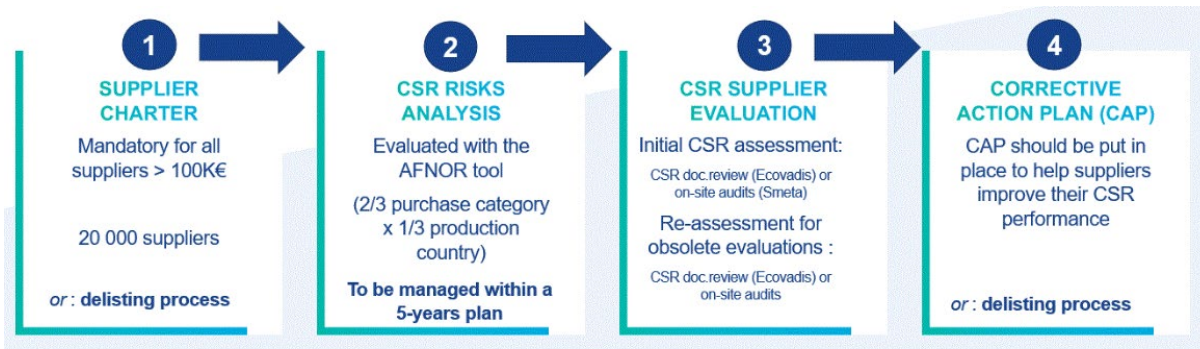 1
SUPPLIER
CHARTER
Mandatory for all
suppliers > 100K€
20 000 suppliers
or : delisting process
2
CSR RISKS
ANALYSIS
Evaluated with the
AFNOR tool
(2/3 purchase category
x 1/3 production
country)
To be managed within a
5-years plan
3
CSR SUPPLIER
EVALUATION
Initial CSR assessment:
CSR doc.review (Ecovadis) or
on-site audits (Smeta)
Re-assessment for
obsolete evaluations :
CSR doc.review (Ecovadis) or
on-site audits
4
CORRECTIVE
ACTION PLAN (CAP)
CAP should be put in
place to help suppliers
improve their CSR
performance
or : delisting process